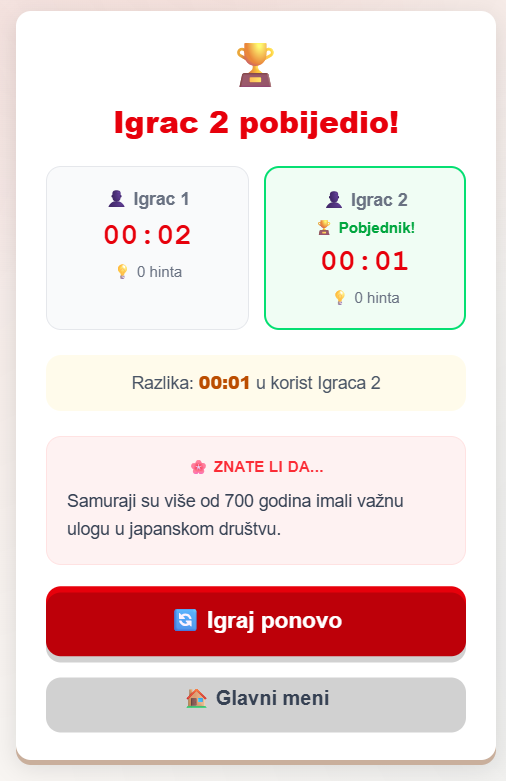 Igrac 2 pobijedio!
Igrac 1
00:02
0 hinta
Igrac 2
Pobjednik!
00:01
0 hinta
Razlika: 00:01 u korist Igraca 2
ZNATE LI DA...
Samuraji su više od 700 godina imali važnu
ulogu u japanskom društvu.
Igraj ponovo
Glavni meni